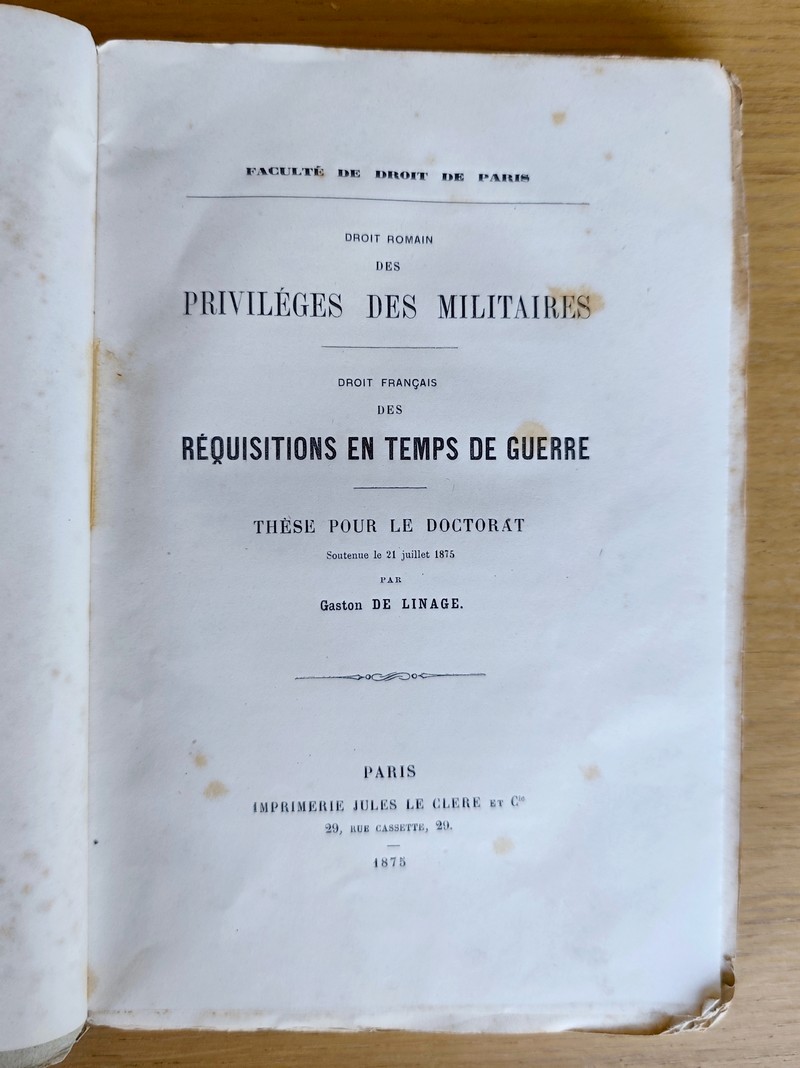 FACULTÉ DE DROIT DE PARIS
DROIT ROMAIN
DES
PRIVILÉGES DES MILITAIRES
DROIT FRANÇAIS
DES
RÉQUISITIONS EN TEMPS DE GUERRE
THÈSE POUR LE DOCTORAT
Soutenue le 21 juillet 1875
PAR
Gaston DE LINAGE.
PARIS
IMPRIMERIE JULES LE CLERE ET Cie
29, RUE CASSETTE, 29.
1875